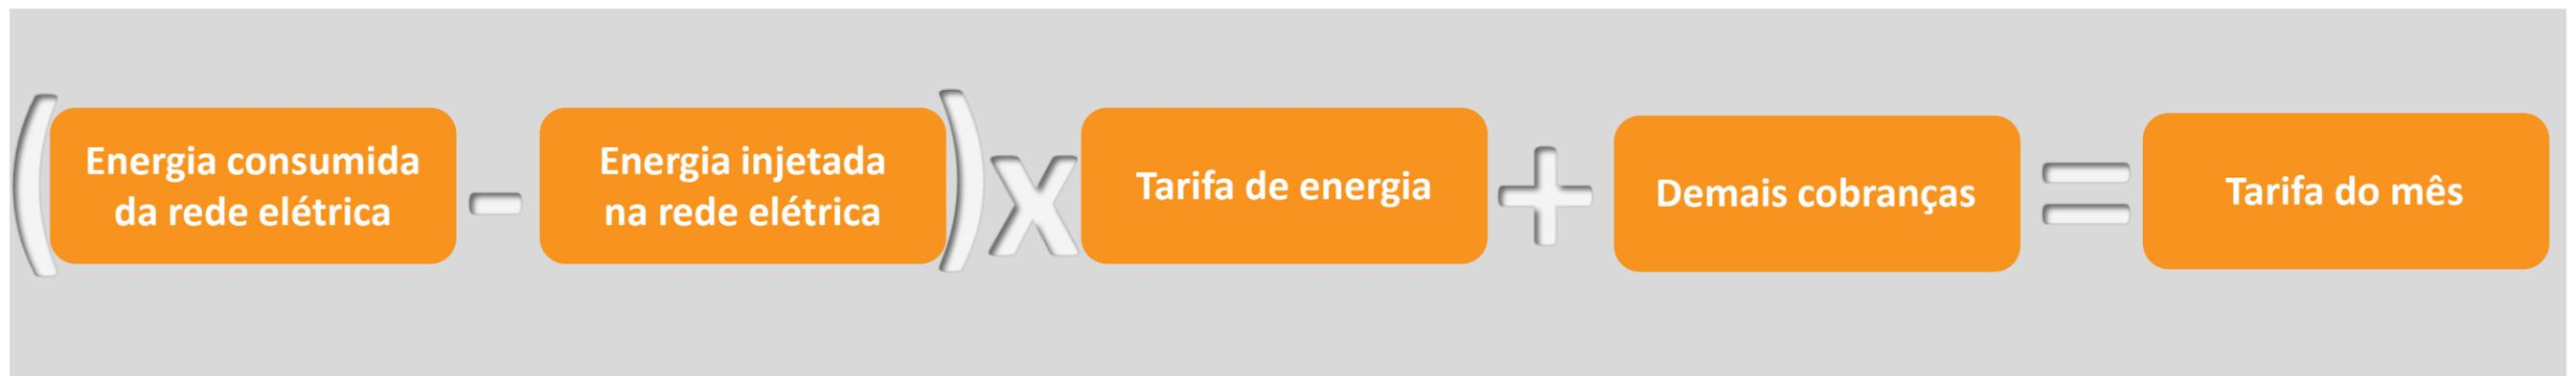 ( Energia consumida
da rede elétrica - Energia injetada
na rede elétrica ) x Tarifa de energia + Demais cobranças = Tarifa do mês